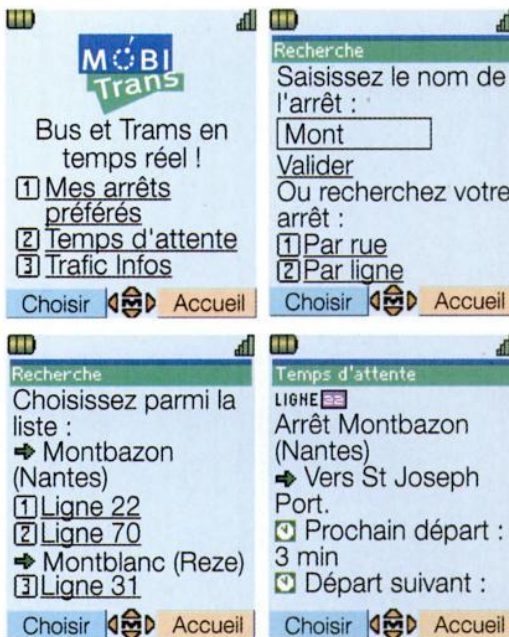 MOBI
Trans
Bus et Trams en
temps réel !
1 Mes arrêts
préférés
2 Temps d'attente
3 Trafic Infos
Choisir Accueil
Recherche
Saisissez le nom de
l'arrêt :
Mont
Valider
Ou recherchez votre
arrêt :
1 Par rue
2 Par ligne
Choisir Accueil
Recherche
Choisissez parmi la
liste :
Montbazon
(Nantes)
1 Ligne 22
2 Ligne 70
Montblanc (Reze)
3 Ligne 31
Choisir Accueil
Temps d'attente
LIGNE 22
Arrêt Montbazon
(Nantes)
Vers St Joseph
Port.
Prochain départ :
3 min
Départ suivant :
Choisir Accueil